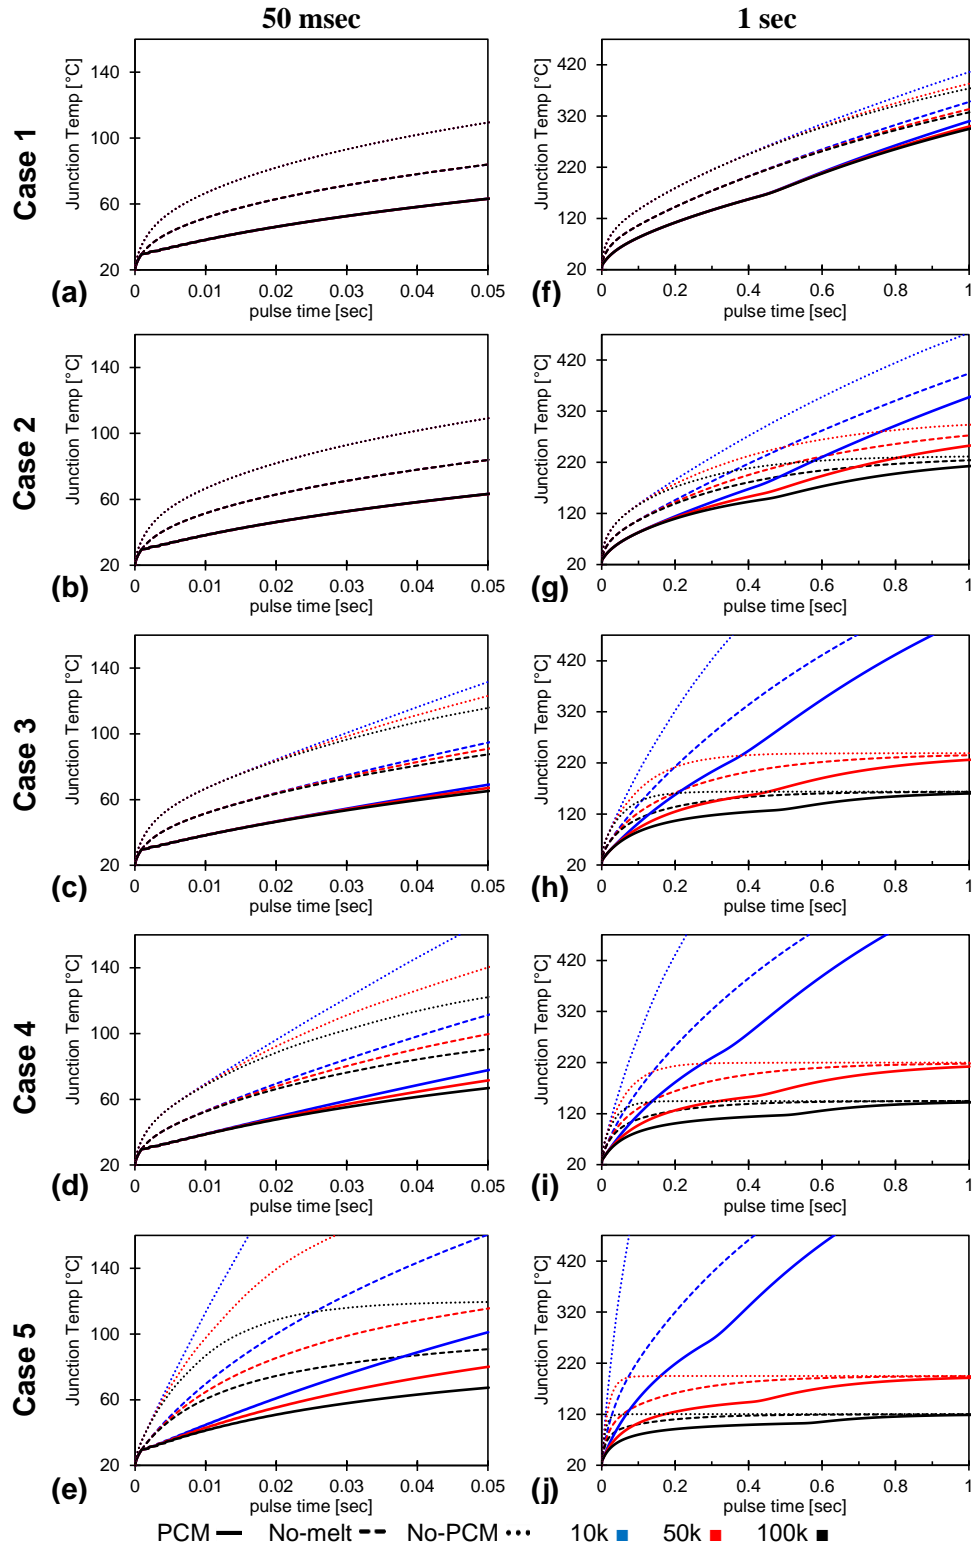 50 msec 1 sec
Case 1
Junction Temp [°C]
140
100
60
20
0 0.01 0.02 0.03 0.04 0.05
pulse time [sec]
(a)
Junction Temp [°C]
420
320
220
120
20
0 0.2 0.4 0.6 0.8 1
pulse time [sec]
(f)
Case 2
Junction Temp [°C]
140
100
60
20
0 0.01 0.02 0.03 0.04 0.05
pulse time [sec]
(b)
Junction Temp [°C]
420
320
220
120
20
0 0.2 0.4 0.6 0.8 1
pulse time [sec]
(g)
Case 3
Junction Temp [°C]
140
100
60
20
0 0.01 0.02 0.03 0.04 0.05
pulse time [sec]
(c)
Junction Temp [°C]
420
320
220
120
20
0 0.2 0.4 0.6 0.8 1
pulse time [sec]
(h)
Case 4
Junction Temp [°C]
140
100
60
20
0 0.01 0.02 0.03 0.04 0.05
pulse time [sec]
(d)
Junction Temp [°C]
420
320
220
120
20
0 0.2 0.4 0.6 0.8 1
pulse time [sec]
(i)
Case 5
Junction Temp [°C]
140
100
60
20
0 0.01 0.02 0.03 0.04 0.05
pulse time [sec]
(e)
Junction Temp [°C]
420
320
220
120
20
0 0.2 0.4 0.6 0.8 1
pulse time [sec]
(j)
PCM No-melt No-PCM 10k 50k 100k